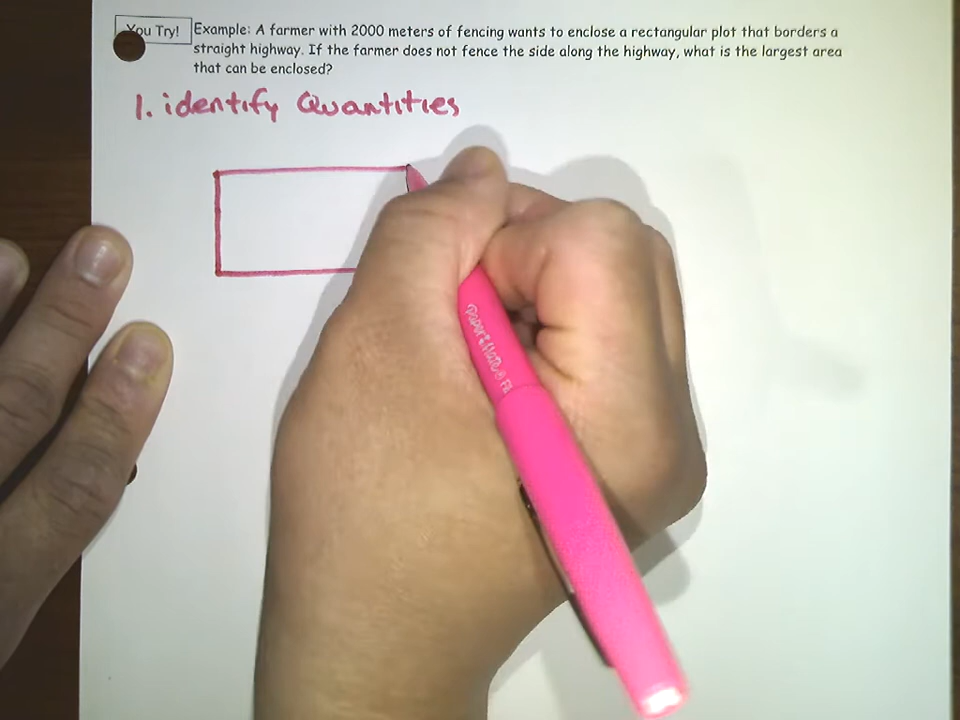 You Try!
Example: A farmer with 2000 meters of fencing wants to enclose a rectangular plot that borders a
straight highway. If the farmer does not fence the side along the highway, what is the largest area
that can be enclosed?
1. identify Quantities
Paper Mate